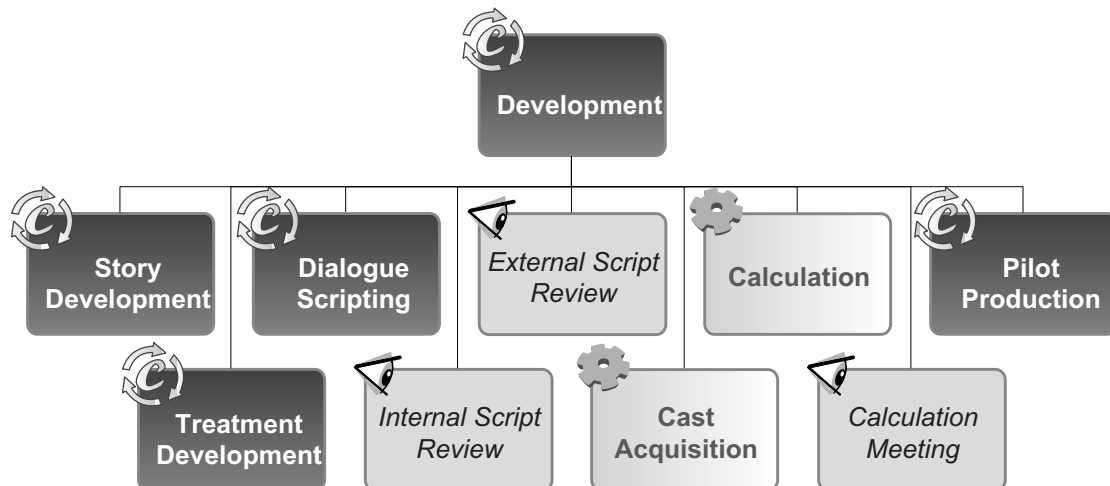 Development
Story
Development
Dialogue
Scripting
External Script
Review
Calculation
Pilot
Production
Treatment
Development
Internal Script
Review
Cast
Acquisition
Calculation
Meeting